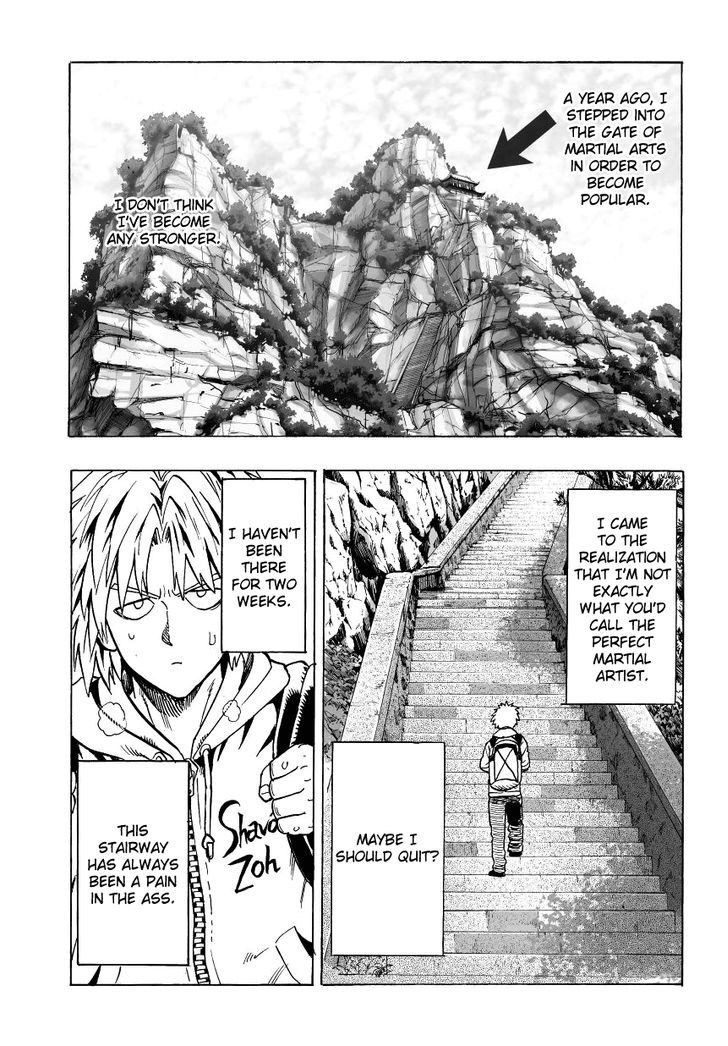 A YEAR AGO, I
STEPPED INTO
THE GATE OF
MARTIAL ARTS
IN ORDER TO
BECOME
POPULAR.
I DON'T THINK
I'VE BECOME
ANY STRONGER.
I CAME
TO THE
REALIZATION
THAT I'M NOT
EXACTLY
WHAT YOU'D
CALL THE
PERFECT
MARTIAL
ARTIST.
MAYBE I
SHOULD QUIT?
I HAVEN'T
BEEN
THERE
FOR TWO
WEEKS.
THIS
STAIRWAY
HAS ALWAYS
BEEN A PAIN
IN THE ASS.
Shava
Zoh